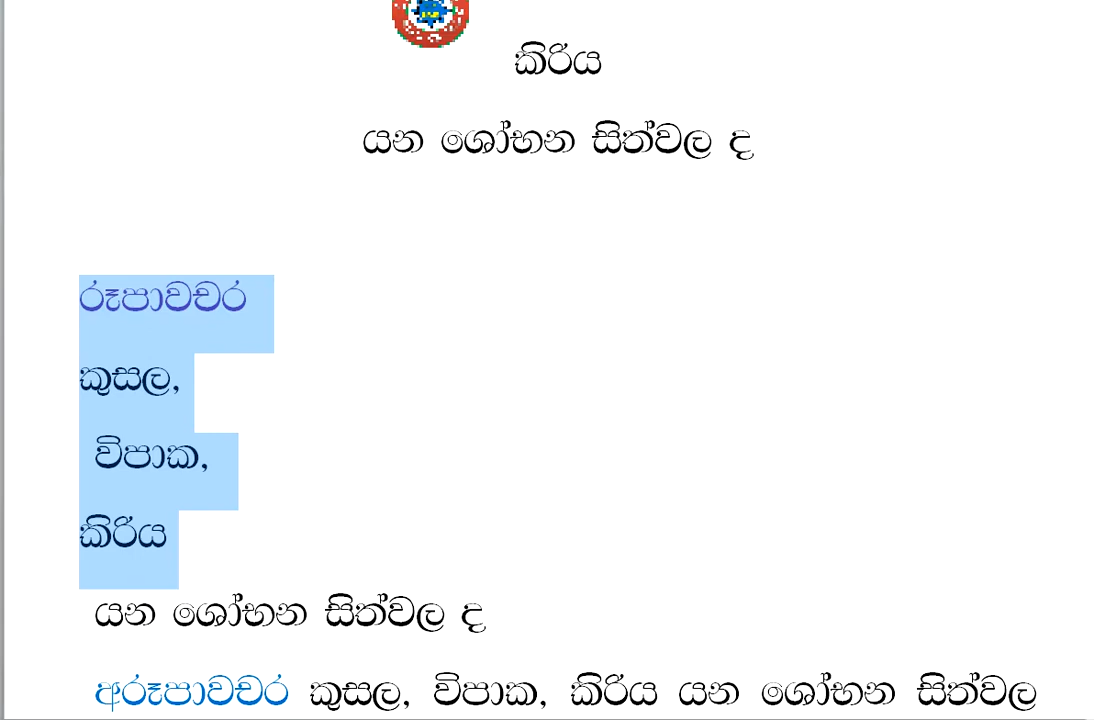 කිරිය
යන ශෝභන සිත්වල ද
රූපාවචර
කුසල,
විපාක,
කිරිය
යන ශෝභන සිත්වල ද
අරූපාවචර කුසල, විපාක, කිරිය යන ශෝභන සිත්වල